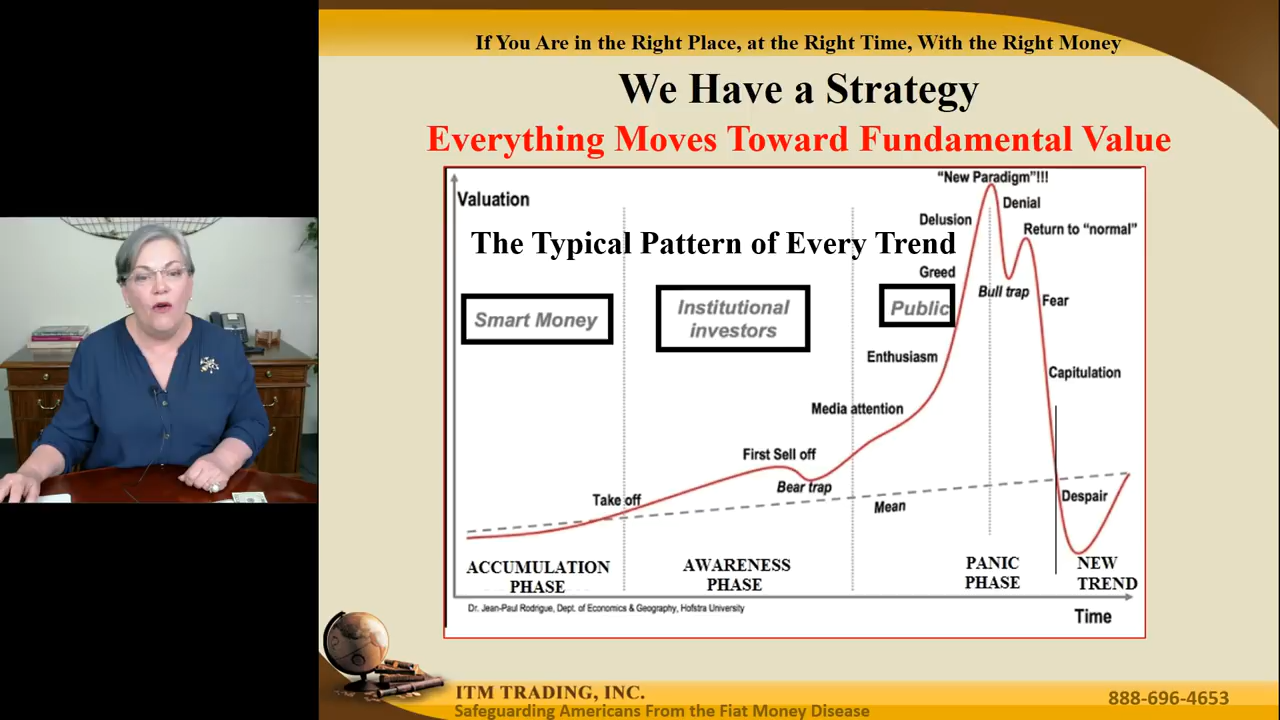 If You Are in the Right Place, at the Right Time, With the Right Money
We Have a Strategy
Everything Moves Toward Fundamental Value
Valuation
The Typical Pattern of Every Trend
Smart Money
Institutional
investors
Public
"New Paradigm"!!!
Denial
Delusion
Return to "normal"
Greed
Bull trap
Fear
Enthusiasm
Capitulation
Media attention
First Sell off
Bear trap
Take off
Mean
Despair
ACCUMULATION
PHASE
AWARENESS
PHASE
PANIC
PHASE
NEW
TREND
Dr. Jean-Paul Rodrigue, Dept. of Economics & Geography, Hofstra University
Time
ITM TRADING, INC.
Safeguarding Americans From the Fiat Money Disease
888-696-4653